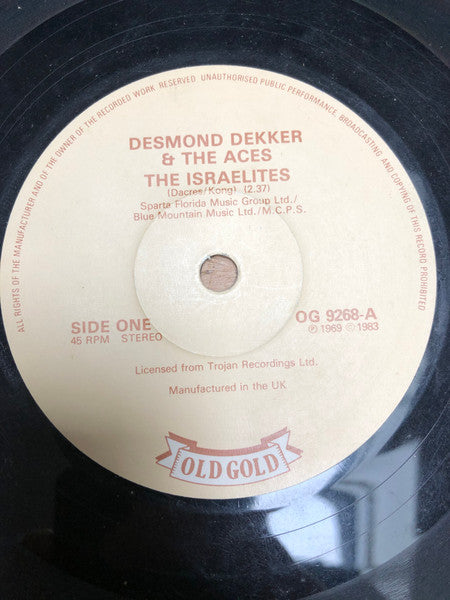 ALL RIGHTS OF THE MANUFACTURER AND OF THE OWNER OF THE RECORDED WORK RESERVED. UNAUTHORISED PUBLIC PERFORMANCE, BROADCASTING AND COPYING OF THIS RECORD PROHIBITED
DESMOND DEKKER
& THE ACES
THE ISRAELITES
(Dacres/Kong) (2.37)
Sparta Florida Music Group Ltd./
Blue Mountain Music Ltd./M.C.P.S.
SIDE ONE
45 RPM STEREO
OG 9268-A
℗ 1969 © 1983
Licensed from Trojan Recordings Ltd.
Manufactured in the UK
OLD GOLD